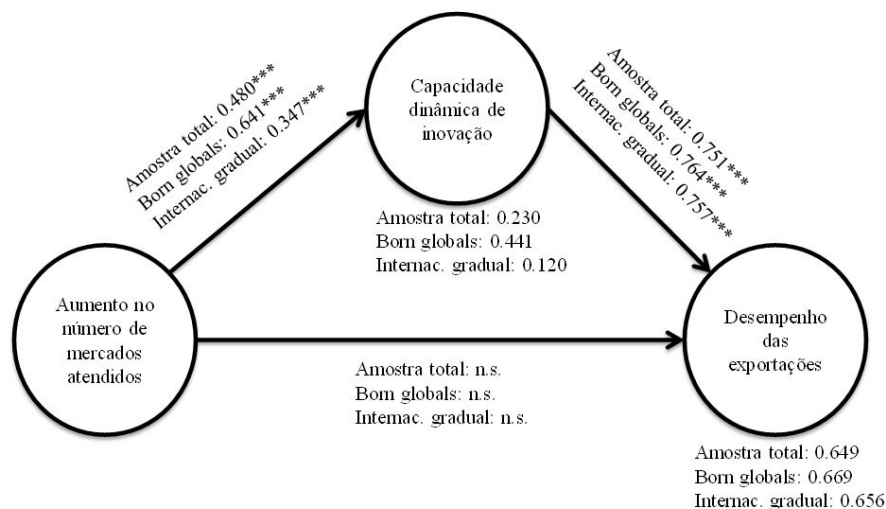 Amostra total: 0.480***
Born globals: 0.641***
Internac. gradual: 0.347***
Capacidade
dinâmica de
inovação
Amostra total: 0.751***
Born globals: 0.764***
Internac. gradual: 0.757***
Amostra total: 0.230
Born globals: 0.441
Internac. gradual: 0.120
Aumento no
número de
mercados
atendidos
Amostra total: n.s.
Born globals: n.s.
Internac. gradual: n.s.
Desempenho
das
exportações
Amostra total: 0.649
Born globals: 0.669
Internac. gradual: 0.656